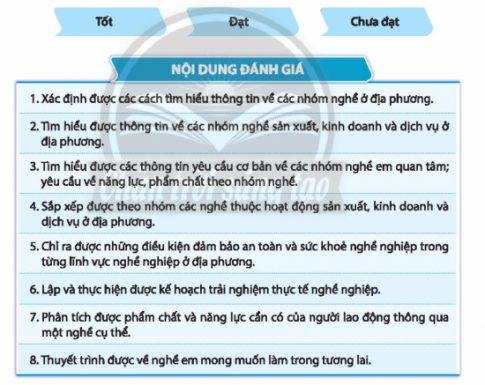 Tốt
Đạt
Chưa đạt
NỘI DUNG ĐÁNH GIÁ
1. Xác định được các cách tìm hiểu thông tin về các nhóm nghề ở địa phương.
2. Tìm hiểu được thông tin về các nhóm nghề sản xuất, kinh doanh và dịch vụ ở
địa phương.
3. Tìm hiểu được các thông tin yêu cầu cơ bản về các nhóm nghề em quan tâm;
yêu cầu về năng lực, phẩm chất theo nhóm nghề.
4. Sắp xếp được theo nhóm các nghề thuộc hoạt động sản xuất, kinh doanh và
dịch vụ ở địa phương.
5. Chỉ ra được những điều kiện đảm bảo an toàn và sức khoẻ nghề nghiệp trong
từng lĩnh vực nghề nghiệp ở địa phương.
6. Lập và thực hiện được kế hoạch trải nghiệm thực tế nghề nghiệp.
7. Phân tích được phẩm chất và năng lực cần có của người lao động thông qua
một nghề cụ thể.
8. Thuyết trình được về nghề em mong muốn làm trong tương lai.
Chân trời sáng tạo